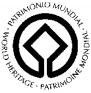 PATRIMONIO MUNDIAL
WORLD HERITAGE
PATRIMOINE MONDIAL